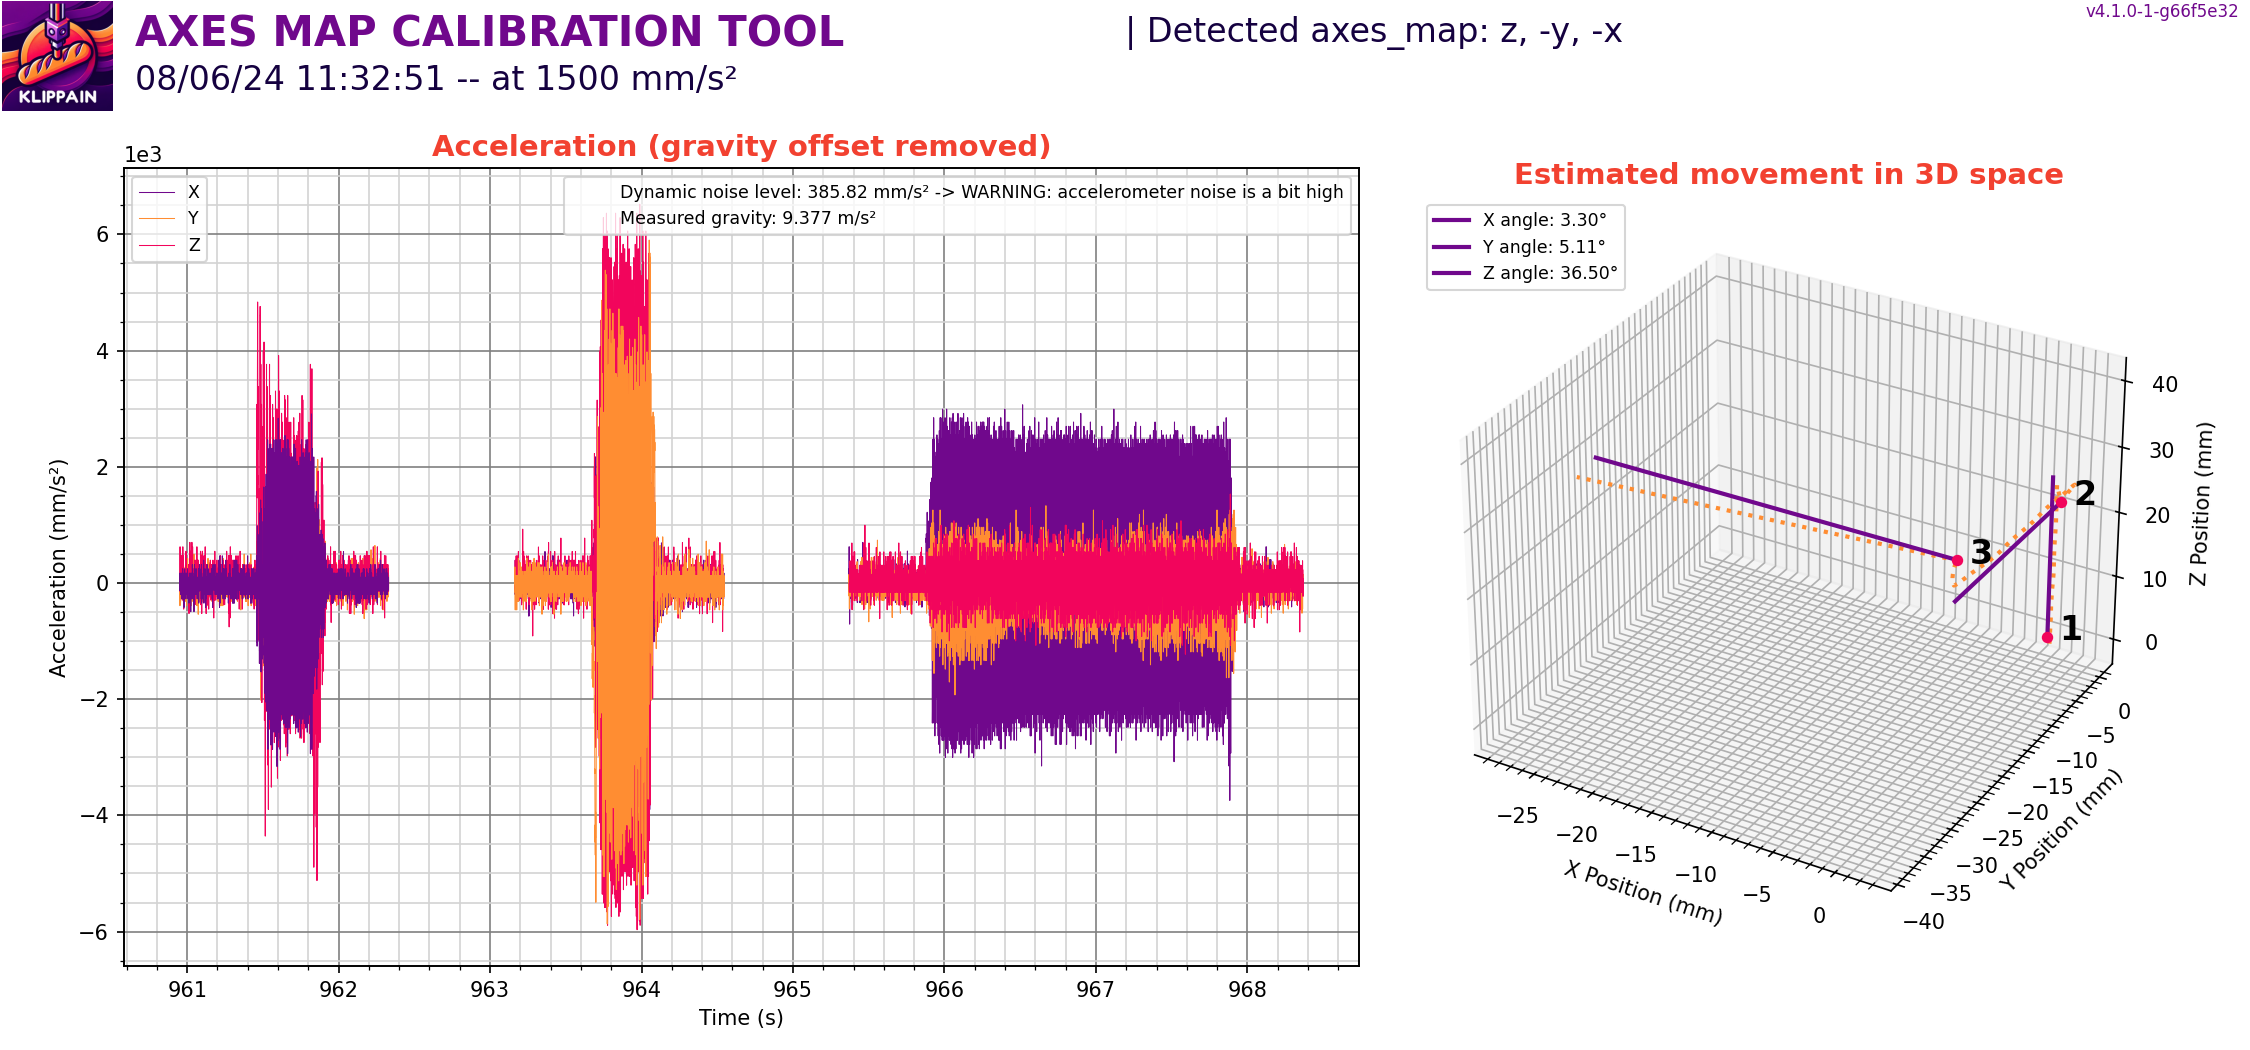 KLIPPAIN
AXES MAP CALIBRATION TOOL
08/06/24 11:32:51 -- at 1500 mm/s²
| Detected axes_map: z, -y, -x
v4.1.0-1-g66f5e32
Acceleration (gravity offset removed)
1e3
X
Y
Z
Dynamic noise level: 385.82 mm/s² -> WARNING: accelerometer noise is a bit high
Measured gravity: 9.377 m/s²
6
4
2
0
−2
−4
−6
Acceleration (mm/s²)
961 962 963 964 965 966 967 968
Time (s)
Estimated movement in 3D space
X angle: 3.30°
Y angle: 5.11°
Z angle: 36.50°
1
2
3
40
30
20
10
0
Z Position (mm)
0
−5
−10
−15
−20
−25
−30
−35
−40
Y Position (mm)
−25
−20
−15
−10
−5
0
X Position (mm)